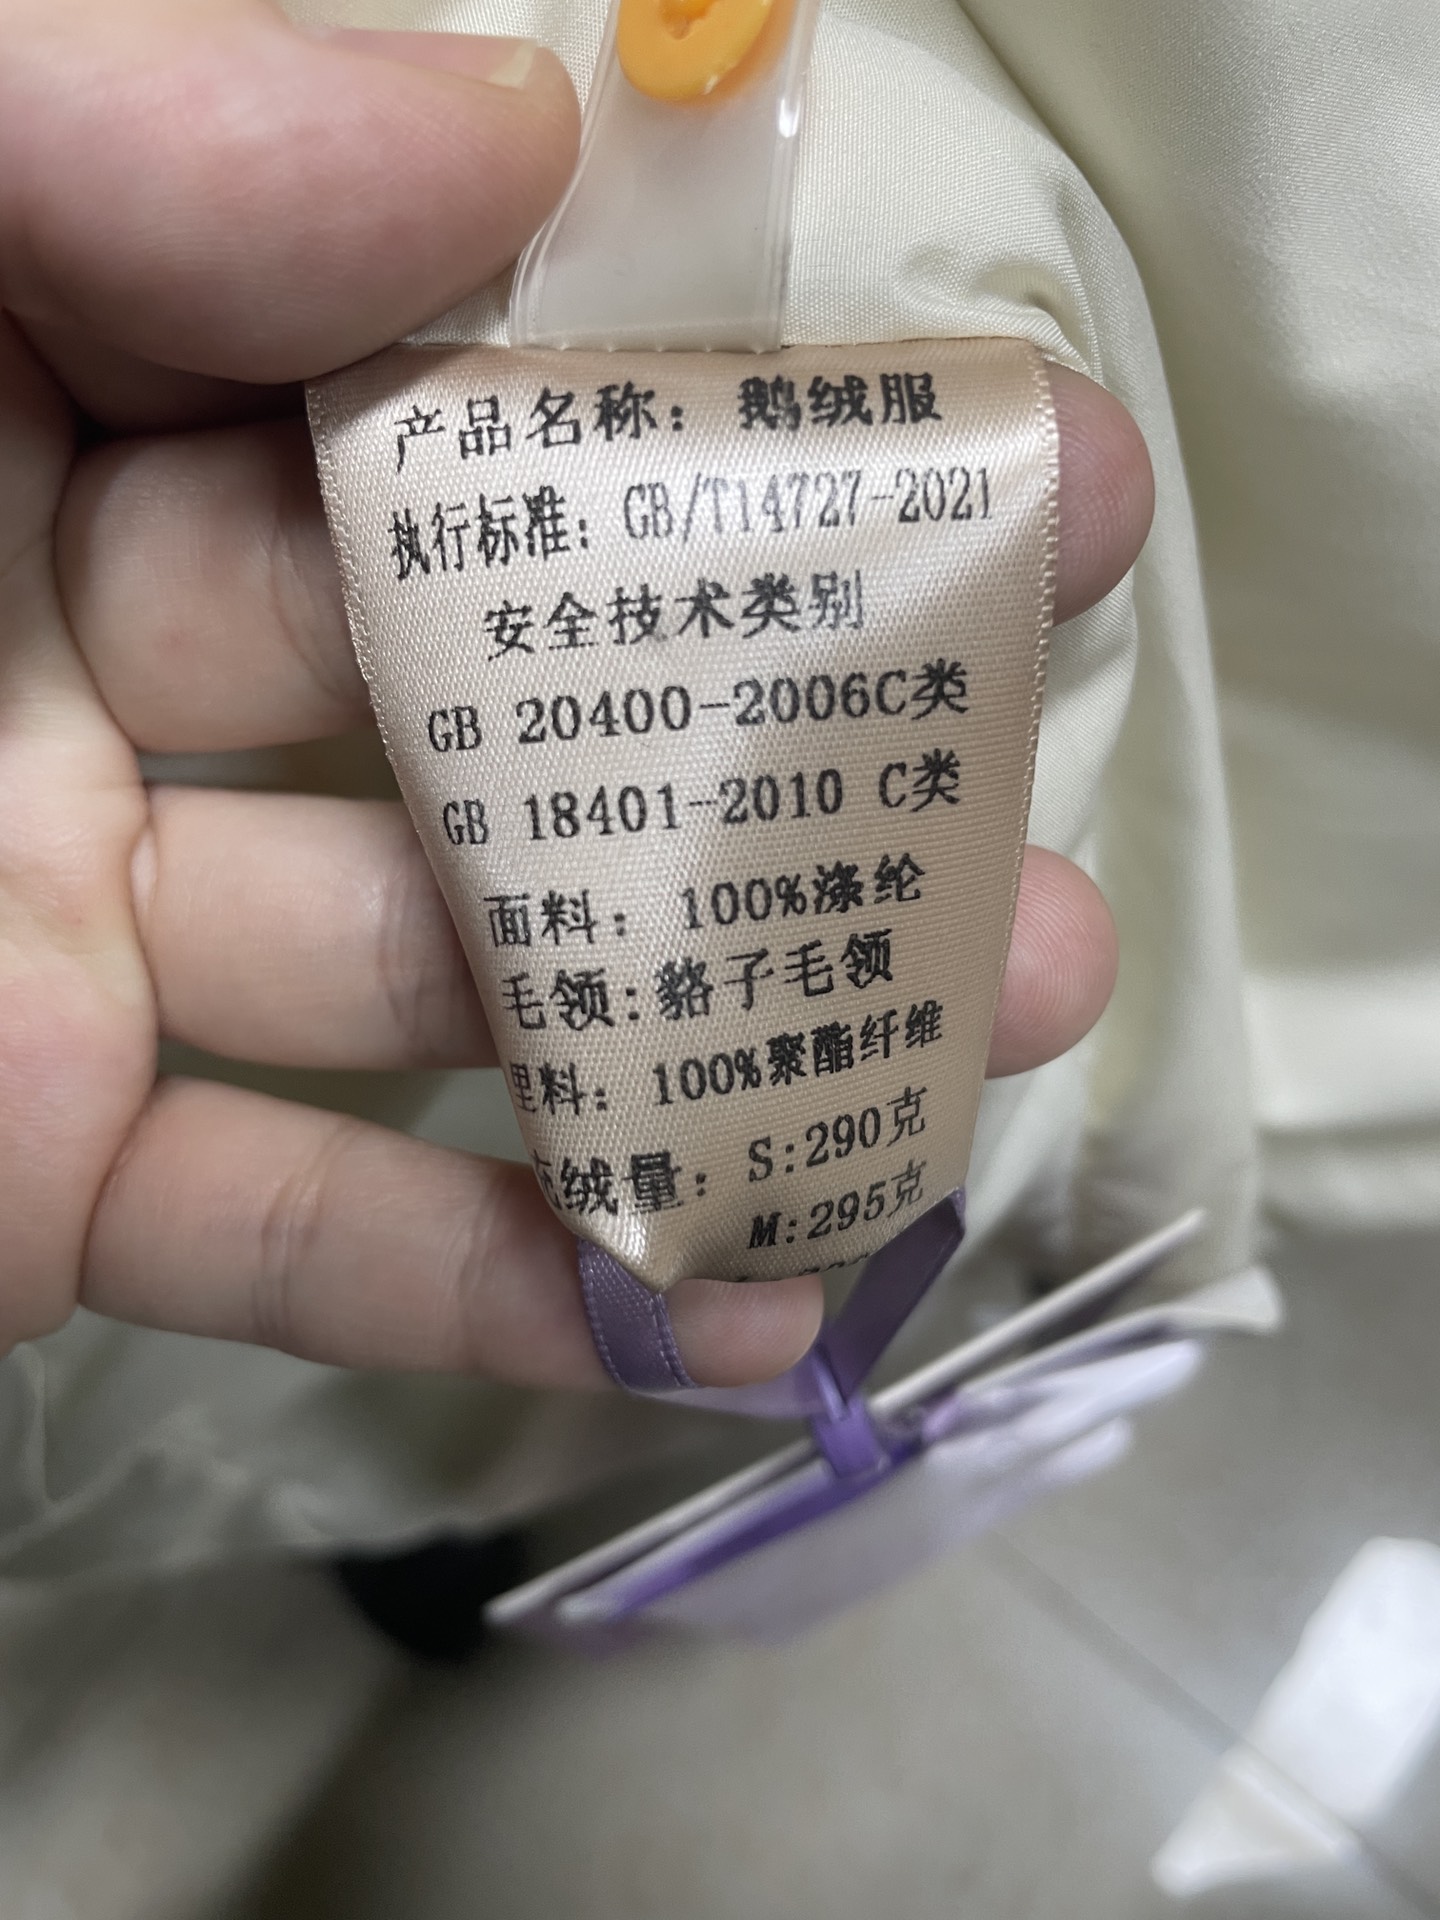 产品名称：鹅绒服
执行标准：GB/T14727-2021
安全技术类别
GB 20400-2006C类
GB 18401-2010 C类
面料：100%涤纶
毛领:貉子毛领
里料：100%聚酯纤维
充绒量：S:290克
M:295克